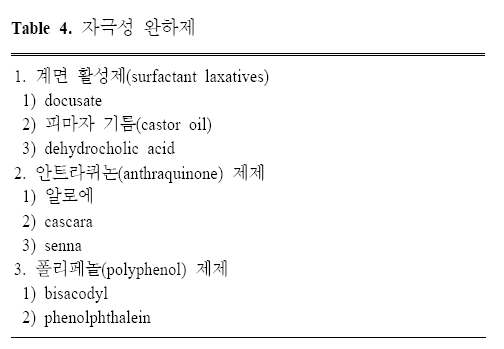 Table 4. 자극성 완하제
1. 계면 활성제(surfactant laxatives)
1) docusate
2) 피마자 기름(castor oil)
3) dehydrocholic acid
2. 안트라퀴논(anthraquinone) 제제
1) 알로에
2) cascara
3) senna
3. 폴리페놀(polyphenol) 제제
1) bisacodyl
2) phenolphthalein